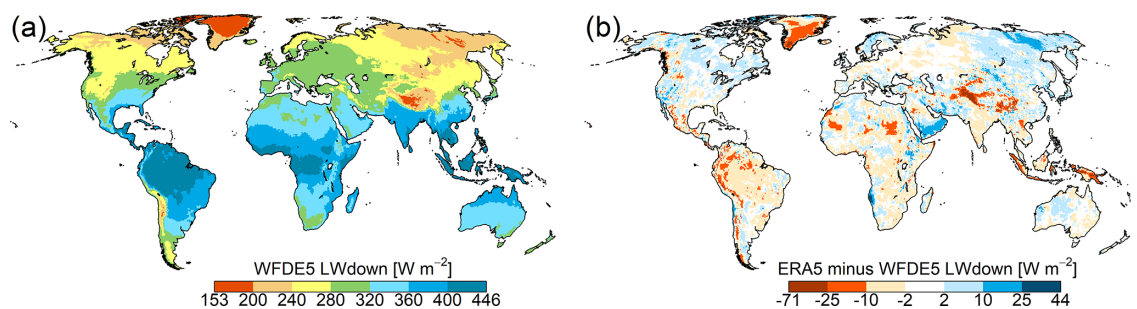 (a)
WFDE5 LWdown [W m⁻²]
153 200 240 280 320 360 400 446
(b)
ERA5 minus WFDE5 LWdown [W m⁻²]
-71 -25 -10 -2 2 10 25 44